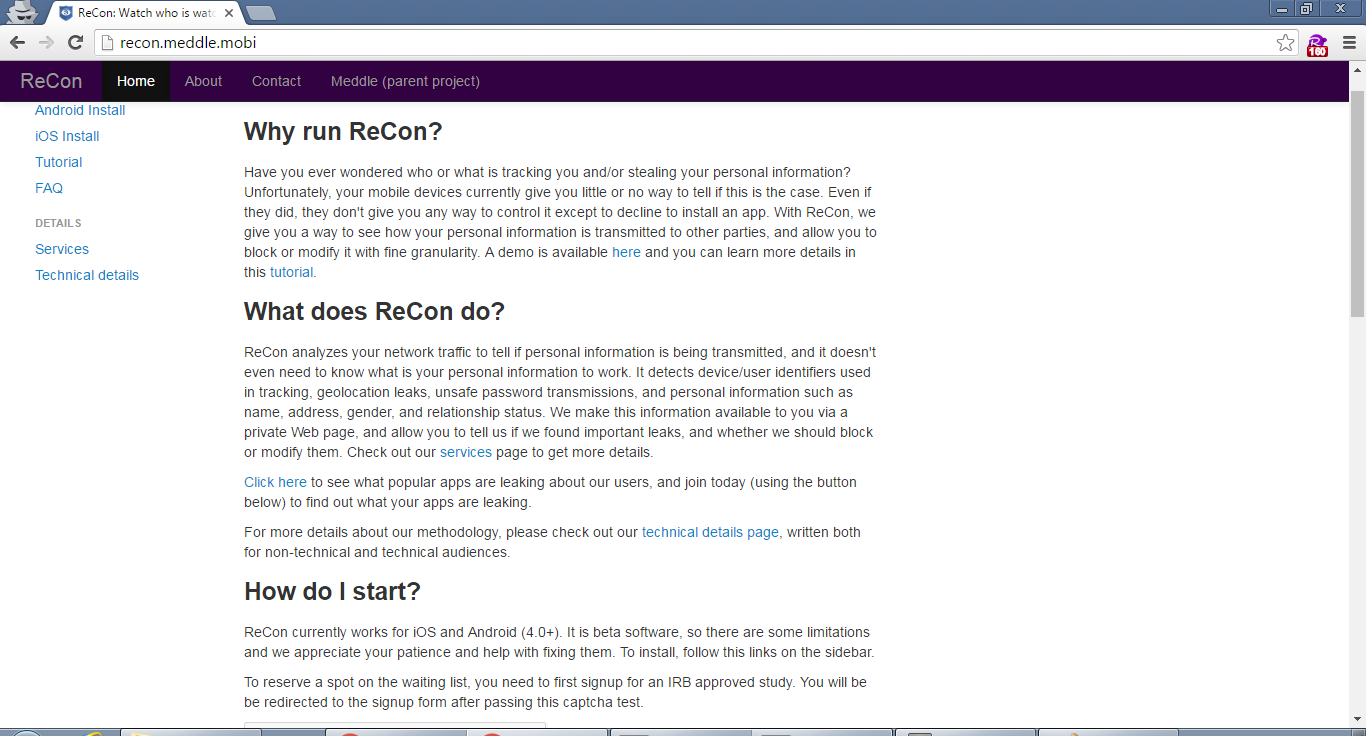 ReCon: Watch who is wat
recon.meddle.mobi
160
ReCon
Home
About
Contact
Meddle (parent project)
Android Install
iOS Install
Tutorial
FAQ
DETAILS
Services
Technical details
Why run ReCon?
Have you ever wondered who or what is tracking you and/or stealing your personal information?
Unfortunately, your mobile devices currently give you little or no way to tell if this is the case. Even if
they did, they don't give you any way to control it except to decline to install an app. With ReCon, we
give you a way to see how your personal information is transmitted to other parties, and allow you to
block or modify it with fine granularity. A demo is available here and you can learn more details in
this tutorial.
What does ReCon do?
ReCon analyzes your network traffic to tell if personal information is being transmitted, and it doesn't
even need to know what is your personal information to work. It detects device/user identifiers used
in tracking, geolocation leaks, unsafe password transmissions, and personal information such as
name, address, gender, and relationship status. We make this information available to you via a
private Web page, and allow you to tell us if we found important leaks, and whether we should block
or modify them. Check out our services page to get more details.
Click here to see what popular apps are leaking about our users, and join today (using the button
below) to find out what your apps are leaking.
For more details about our methodology, please check out our technical details page, written both
for non-technical and technical audiences.
How do I start?
ReCon currently works for iOS and Android (4.0+). It is beta software, so there are some limitations
and we appreciate your patience and help with fixing them. To install, follow this links on the sidebar.
To reserve a spot on the waiting list, you need to first signup for an IRB approved study. You will be
be redirected to the signup form after passing this captcha test.